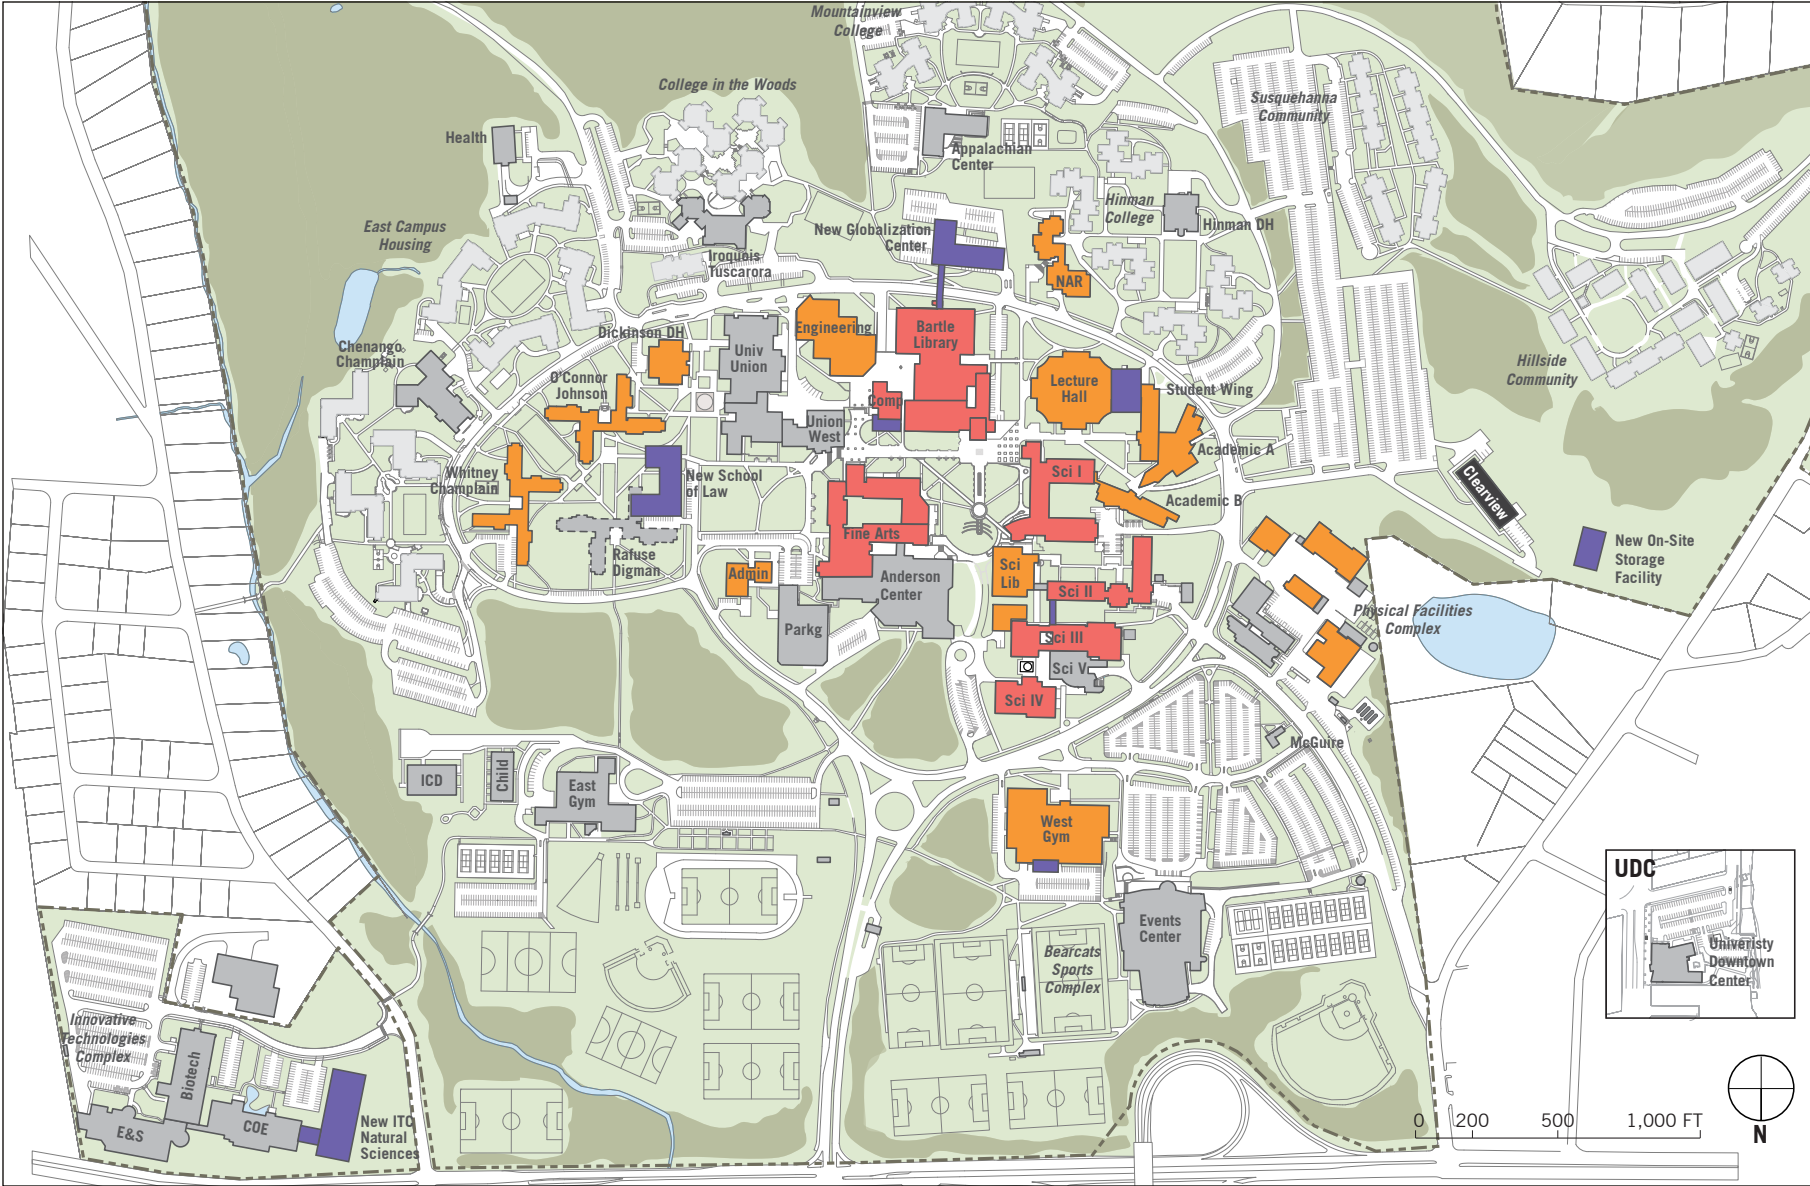 Mountainview
College
College in the Woods
Susquehanna
Community
Health
Appalachian
Center
Hinman
College
Hinman DH
East Campus
Housing
New Globalization
Center
Iroquois
Tuscarora
NAR
Dickinson DH
Engineering
Bartle
Library
Univ
Union
Chenango
Champlain
O'Connor
Johnson
Comp
Lecture
Hall
Student Wing
Hillside
Community
Union
West
Academic A
Whitney
Champlain
New School
of Law
Sci I
Clearview
Academic B
Fine Arts
Rafuse
Digman
Admin
Anderson
Center
Sci
Lib
Sci II
New On-Site
Storage
Facility
Physical Facilities
Complex
Parkg
Sci III
Sci V
Sci IV
McGuire
ICD
Child
East
Gym
West
Gym
UDC
Univeristy
Downtown
Center
Events
Center
Bearcats
Sports
Complex
Innovative
Technologies
Complex
Biotech
E&S
COE
New ITC
Natural
Sciences
0 200 500 1,000 FT
N